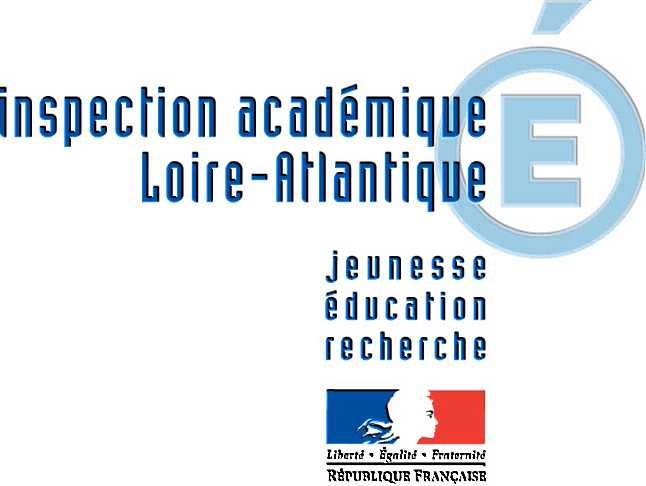 inspection académique
Loire-Atlantique
É
jeunesse
éducation
recherche
Liberté • Égalité • Fraternité
RÉPUBLIQUE FRANÇAISE